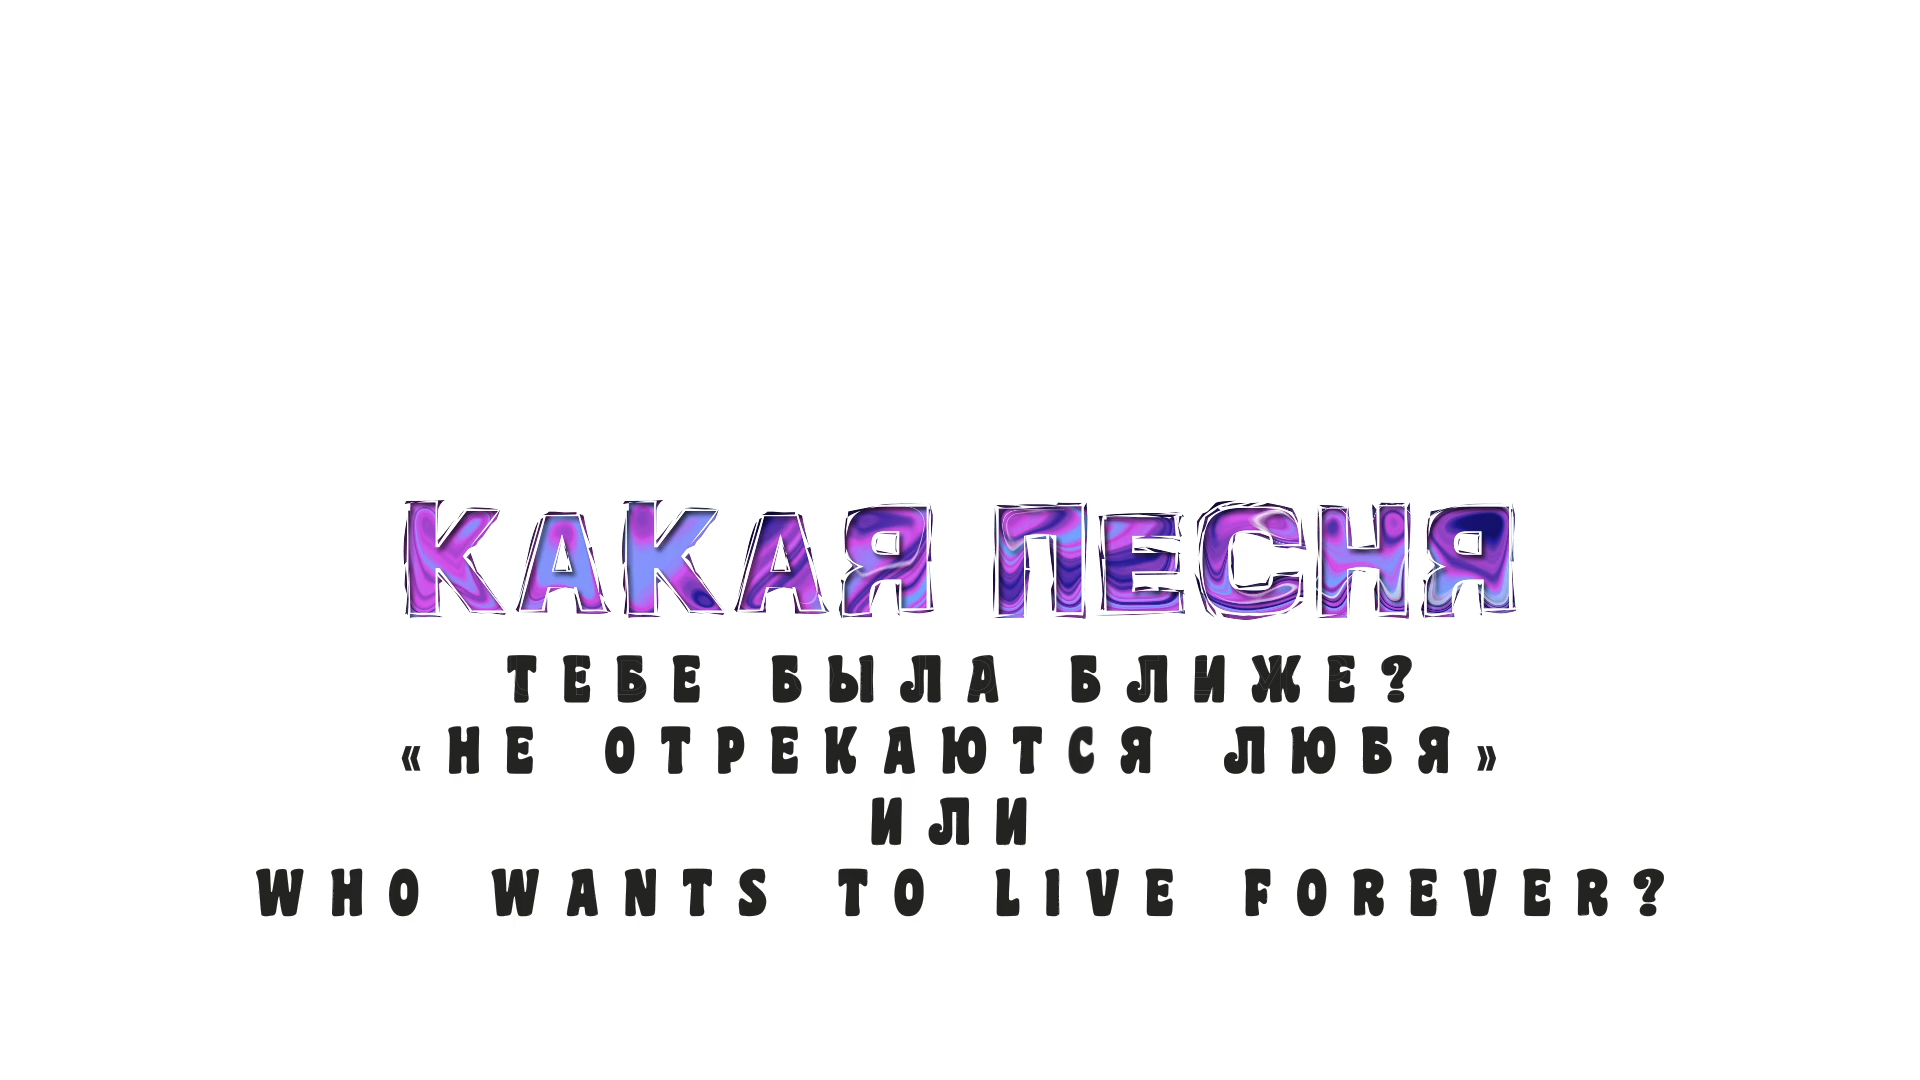 КАКАЯ ПЕСНЯ
ТЕБЕ БЫЛА БЛИЖЕ?
«НЕ ОТРЕКАЮТСЯ ЛЮБЯ»
ИЛИ
WHO WANTS TO LIVE FOREVER?